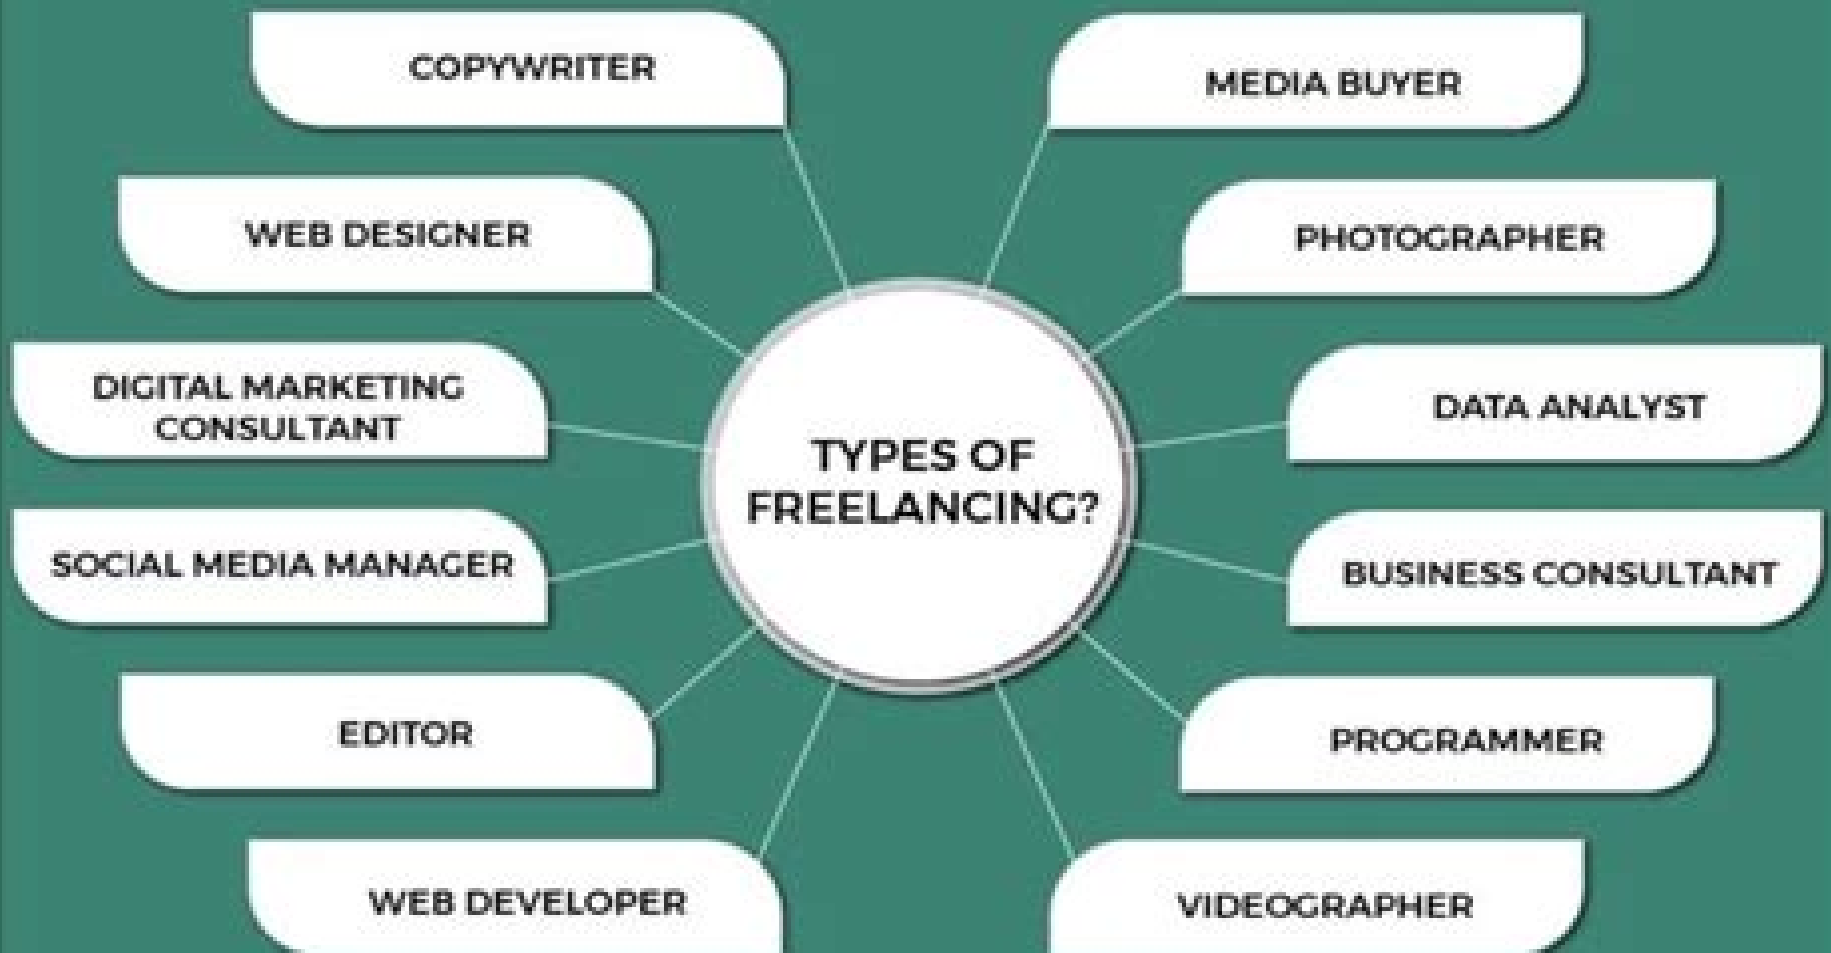 COPYWRITER
MEDIA BUYER
WEB DESIGNER
PHOTOGRAPHER
DIGITAL MARKETING
CONSULTANT
DATA ANALYST
TYPES OF
FREELANCING?
SOCIAL MEDIA MANAGER
BUSINESS CONSULTANT
EDITOR
PROGRAMMER
WEB DEVELOPER
VIDEOGRAPHER